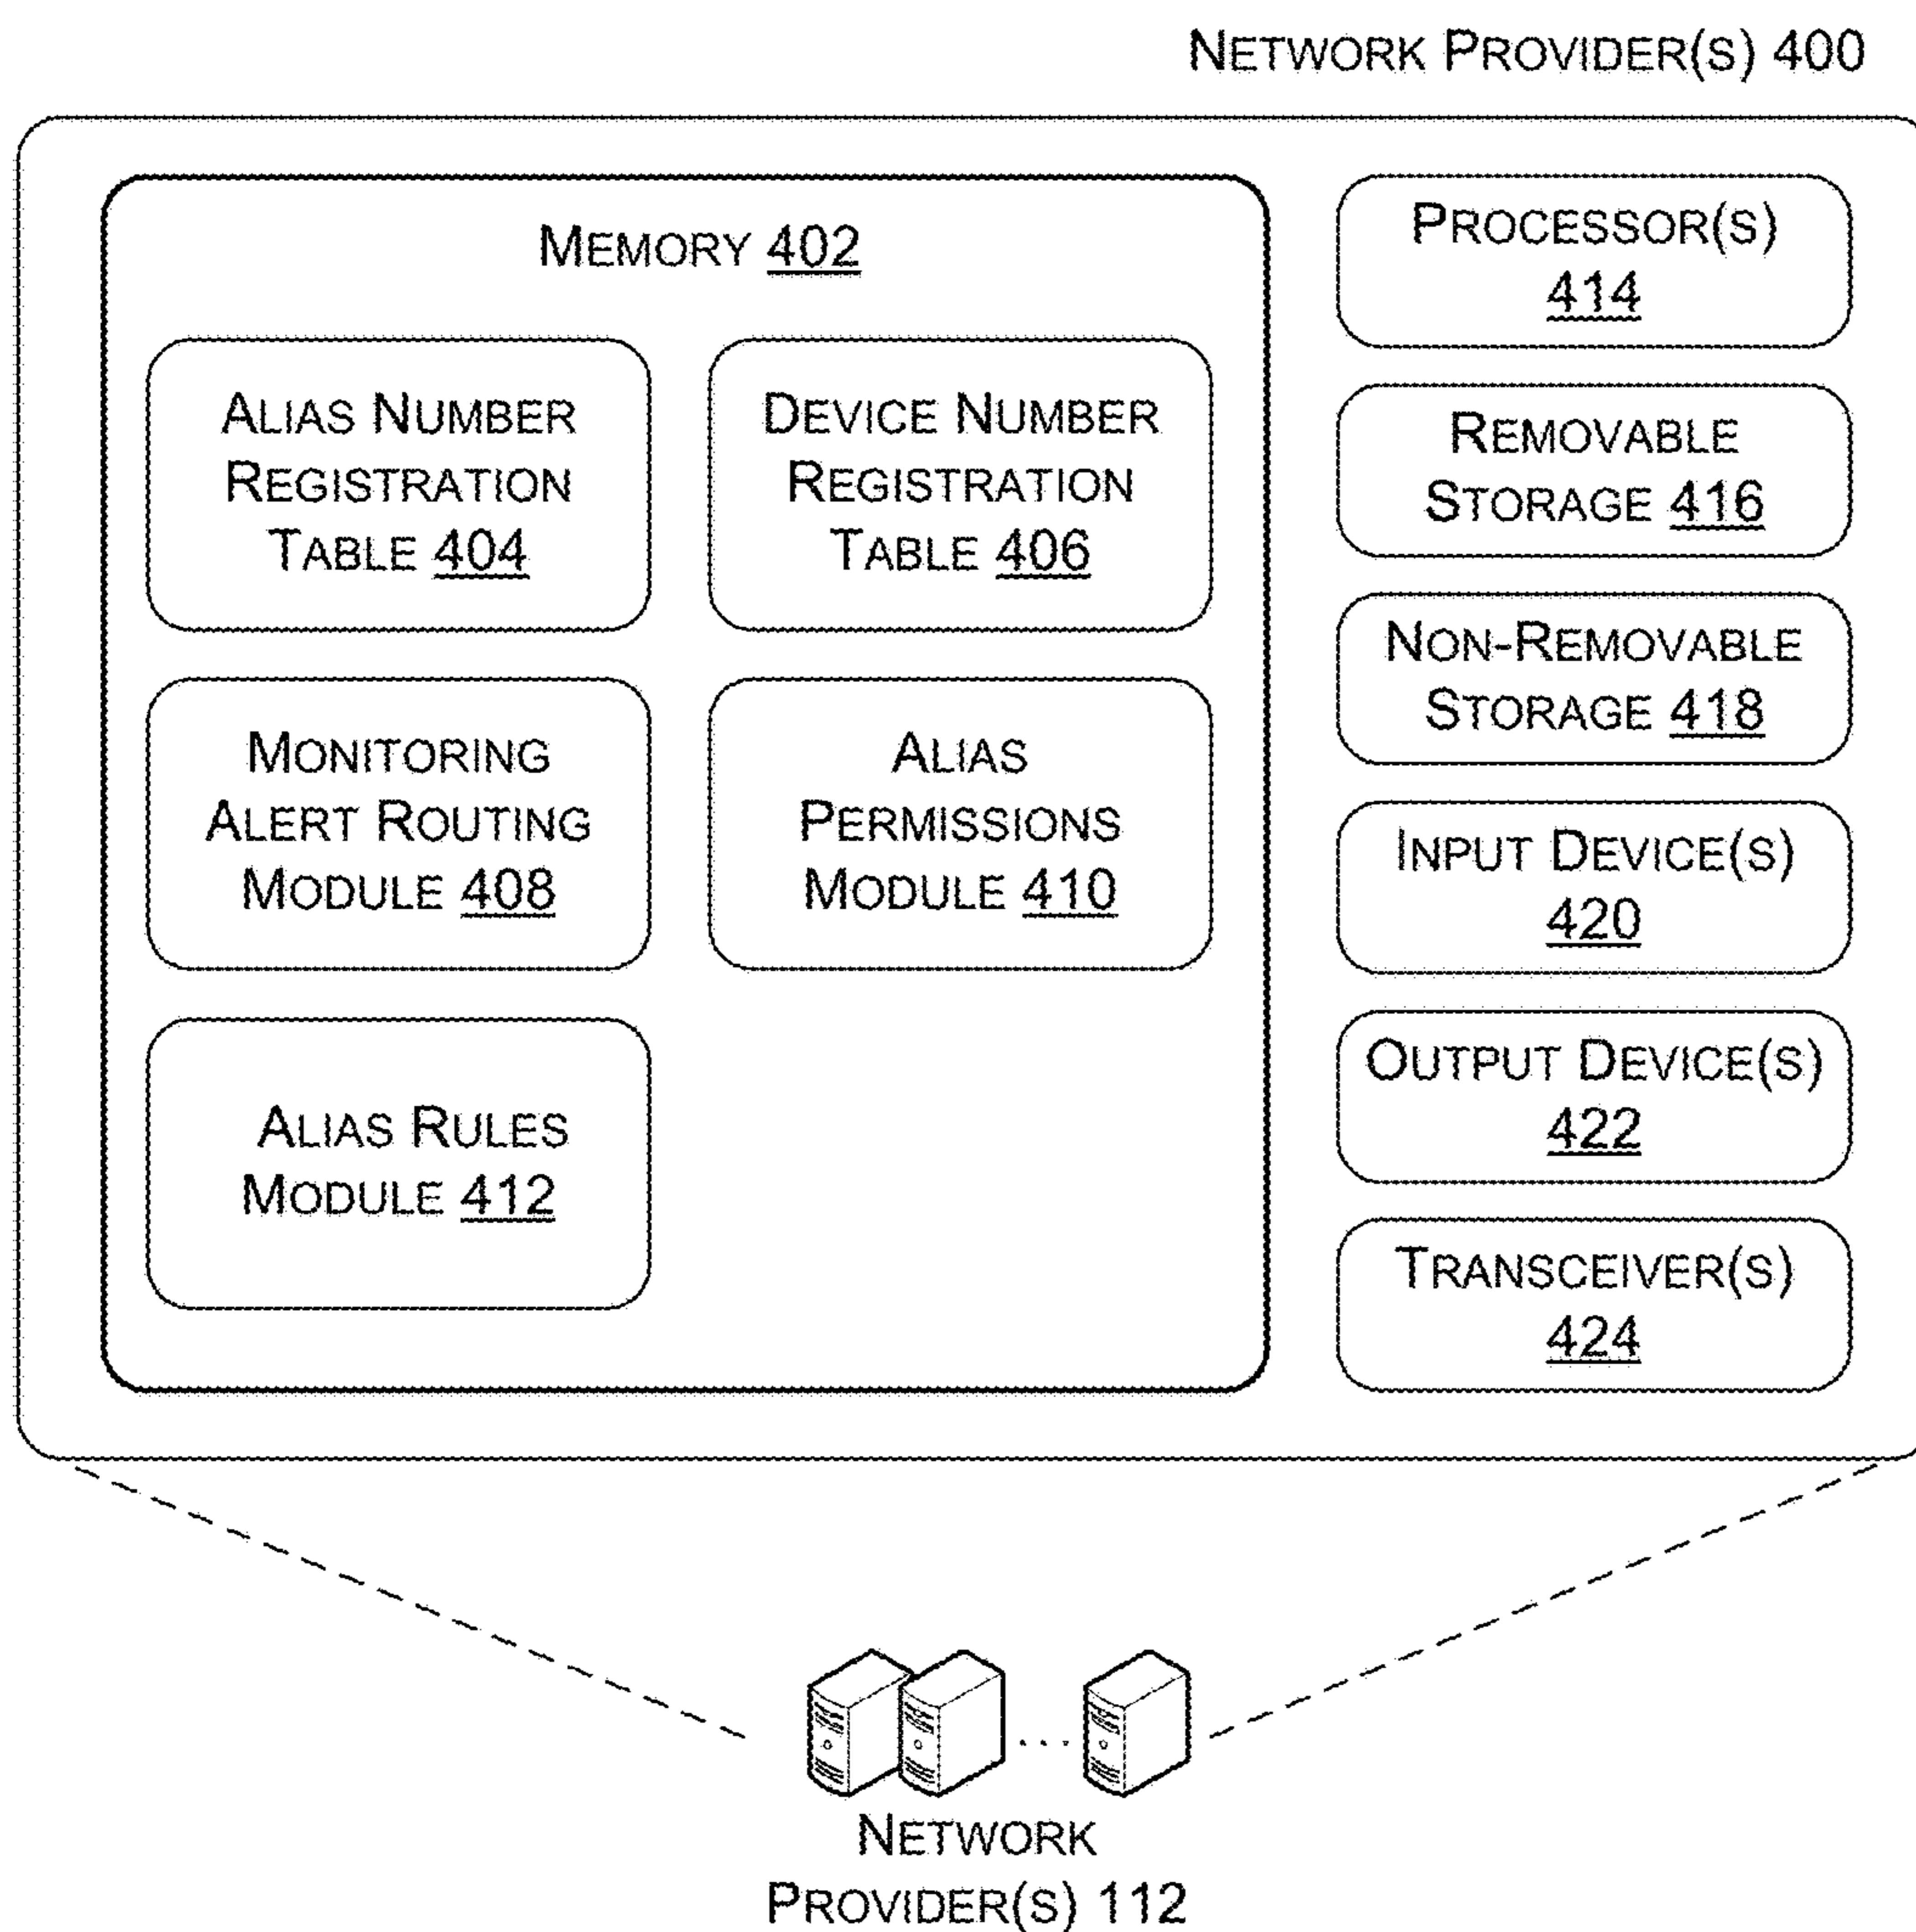 NETWORK PROVIDER(S) 400
MEMORY 402
ALIAS NUMBER
REGISTRATION
TABLE 404
DEVICE NUMBER
REGISTRATION
TABLE 406
MONITORING
ALERT ROUTING
MODULE 408
ALIAS
PERMISSIONS
MODULE 410
ALIAS RULES
MODULE 412
PROCESSOR(S)
414
REMOVABLE
STORAGE 416
NON-REMOVABLE
STORAGE 418
INPUT DEVICE(S)
420
OUTPUT DEVICE(S)
422
TRANSCEIVER(S)
424
...
NETWORK
PROVIDER(S) 112